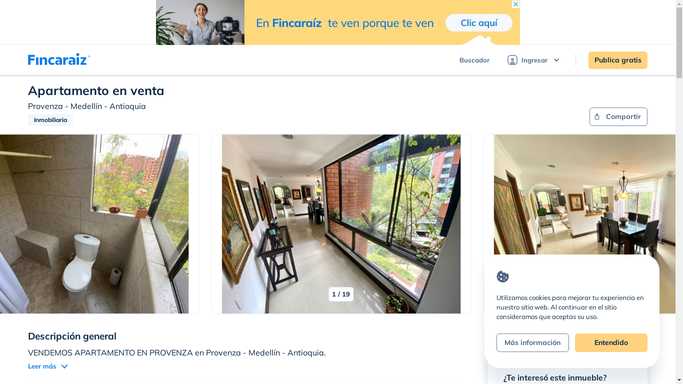 En Fincaraíz te ven porque te ven
Clic aquí
Fincaraíz
Buscador
Ingresar
Publica gratis
Apartamento en venta
Provenza - Medellín - Antioquia
Inmobiliaria
Compartir
1 / 19
Utilizamos cookies para mejorar tu experiencia en
nuestro sitio web. Al continuar en el sitio
consideramos que aceptas su uso.
Más información
Entendido
Descripción general
VENDEMOS APARTAMENTO EN PROVENZA en Provenza - Medellín - Antioquia.
Leer más
¿Te interesó este inmueble?